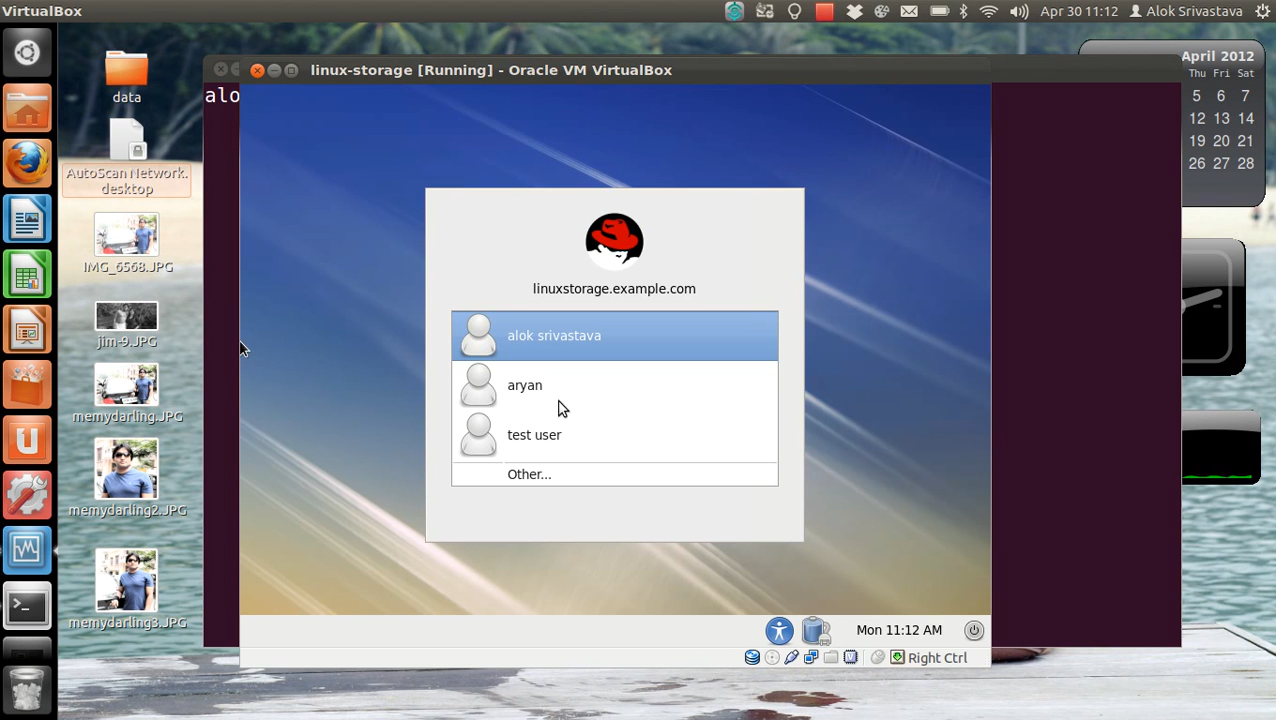 VirtualBox
Apr 30 11:12
Alok Srivastava
data
AutoScan Network.
desktop
IMG_6568.JPG
jim-9.JPG
memydarling.JPG
memydarling2.JPG
memydarling3.JPG
alo
linux-storage [Running] - Oracle VM VirtualBox
linuxstorage.example.com
alok srivastava
aryan
test user
Other...
Mon 11:12 AM
Right Ctrl
April 2012
Thu Fri Sat
5 6 7
12 13 14
19 20 21
26 27 28